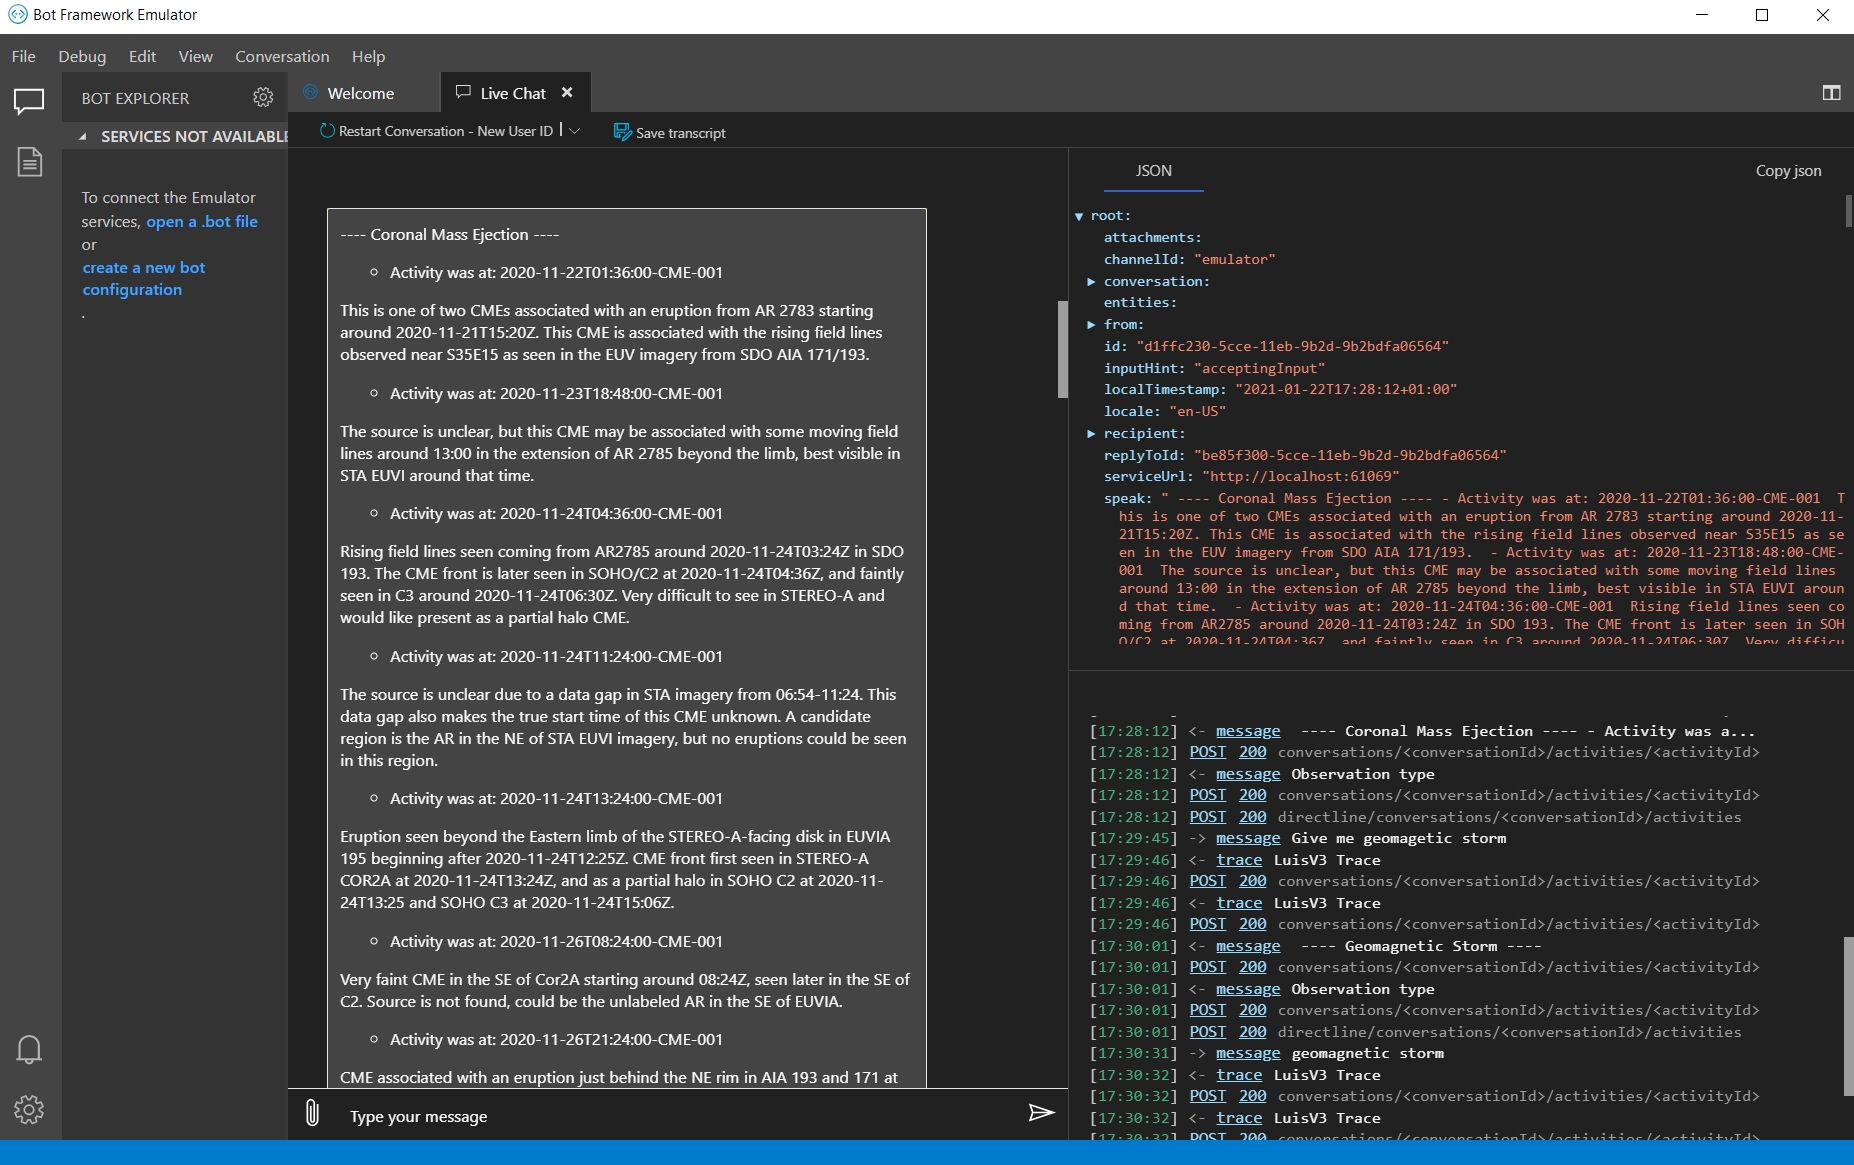 Bot Framework Emulator
File Debug Edit View Conversation Help
BOT EXPLORER
SERVICES NOT AVAILABLE
To connect the Emulator
services, open a .bot file
or
create a new bot
configuration
.
Welcome
Live Chat
Restart Conversation - New User ID
Save transcript
---- Coronal Mass Ejection ----
Activity was at: 2020-11-22T01:36:00-CME-001
This is one of two CMEs associated with an eruption from AR 2783 starting
around 2020-11-21T15:20Z. This CME is associated with the rising field lines
observed near S35E15 as seen in the EUV imagery from SDO AIA 171/193.
Activity was at: 2020-11-23T18:48:00-CME-001
The source is unclear, but this CME may be associated with some moving field
lines around 13:00 in the extension of AR 2785 beyond the limb, best visible in
STA EUVI around that time.
Activity was at: 2020-11-24T04:36:00-CME-001
Rising field lines seen coming from AR2785 around 2020-11-24T03:24Z in SDO
193. The CME front is later seen in SOHO/C2 at 2020-11-24T04:36Z, and faintly
seen in C3 around 2020-11-24T06:30Z. Very difficult to see in STEREO-A and
would like present as a partial halo CME.
Activity was at: 2020-11-24T11:24:00-CME-001
The source is unclear due to a data gap in STA imagery from 06:54-11:24. This
data gap also makes the true start time of this CME unknown. A candidate
region is the AR in the NE of STA EUVI imagery, but no eruptions could be seen
in this region.
Activity was at: 2020-11-24T13:24:00-CME-001
Eruption seen beyond the Eastern limb of the STEREO-A-facing disk in EUVIA
195 beginning after 2020-11-24T12:25Z. CME front first seen in STEREO-A
COR2A at 2020-11-24T13:24Z, and as a partial halo in SOHO C2 at 2020-11-
24T13:25 and SOHO C3 at 2020-11-24T15:06Z.
Activity was at: 2020-11-26T08:24:00-CME-001
Very faint CME in the SE of Cor2A starting around 08:24Z, seen later in the SE of
C2. Source is not found, could be the unlabeled AR in the SE of EUVIA.
Activity was at: 2020-11-26T21:24:00-CME-001
CME associated with an eruption just behind the NE rim in AIA 193 and 171 at
Type your message
JSON
Copy json
root:
attachments:
channelId: "emulator"
conversation:
entities:
from:
id: "d1ffc230-5cce-11eb-9b2d-9b2bdfa06564"
inputHint: "acceptingInput"
localTimestamp: "2021-01-22T17:28:12+01:00"
locale: "en-US"
recipient:
replyToId: "be85f300-5cce-11eb-9b2d-9b2bdfa06564"
serviceUrl: "http://localhost:61069"
speak: " ---- Coronal Mass Ejection ---- - Activity was at: 2020-11-22T01:36:00-CME-001 T
his is one of two CMEs associated with an eruption from AR 2783 starting around 2020-11-
21T15:20Z. This CME is associated with the rising field lines observed near S35E15 as se
en in the EUV imagery from SDO AIA 171/193. - Activity was at: 2020-11-23T18:48:00-CME-
001 The source is unclear, but this CME may be associated with some moving field lines
around 13:00 in the extension of AR 2785 beyond the limb, best visible in STA EUVI aroun
d that time. - Activity was at: 2020-11-24T04:36:00-CME-001 Rising field lines seen co
ming from AR2785 around 2020-11-24T03:24Z in SDO 193. The CME front is later seen in SOH
O/C2 at 2020-11-24T04:36Z, and faintly seen in C3 around 2020-11-24T06:30Z. Very difficu
[17:28:12] <- message ---- Coronal Mass Ejection ---- - Activity was a...
[17:28:12] POST 200 conversations/<conversationId>/activities/<activityId>
[17:28:12] <- message Observation type
[17:28:12] POST 200 conversations/<conversationId>/activities/<activityId>
[17:28:12] POST 200 directline/conversations/<conversationId>/activities
[17:29:45] -> message Give me geomagetic storm
[17:29:46] <- trace LuisV3 Trace
[17:29:46] POST 200 conversations/<conversationId>/activities/<activityId>
[17:29:46] <- trace LuisV3 Trace
[17:29:46] POST 200 conversations/<conversationId>/activities/<activityId>
[17:30:01] <- message ---- Geomagnetic Storm ----
[17:30:01] POST 200 conversations/<conversationId>/activities/<activityId>
[17:30:01] <- message Observation type
[17:30:01] POST 200 conversations/<conversationId>/activities/<activityId>
[17:30:01] POST 200 directline/conversations/<conversationId>/activities
[17:30:31] -> message geomagnetic storm
[17:30:32] <- trace LuisV3 Trace
[17:30:32] POST 200 conversations/<conversationId>/activities/<activityId>
[17:30:32] <- trace LuisV3 Trace
[17:30:32] POST 200 conversations/<conversationId>/activities/<activityId>